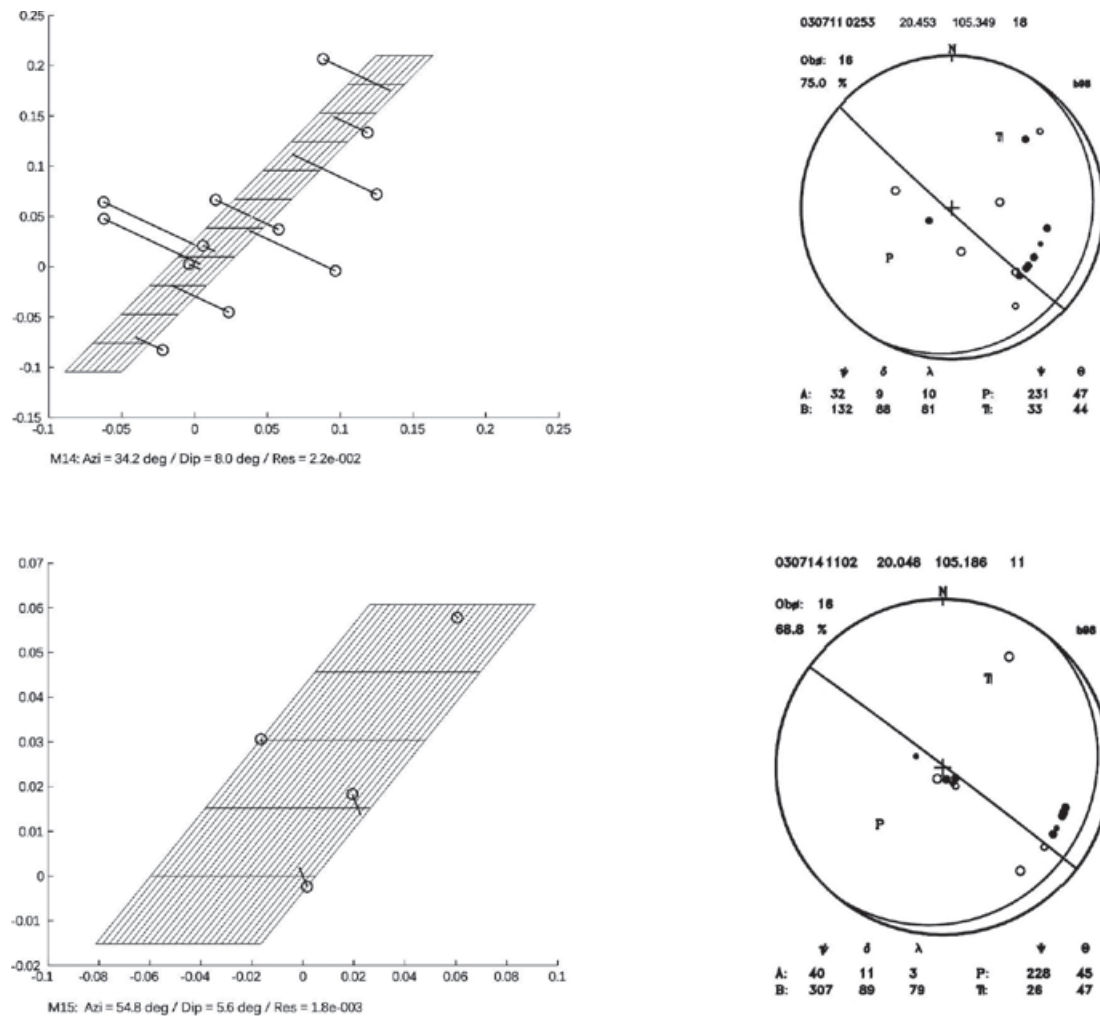 0.25
0.2
0.15
0.1
0.05
0
-0.05
-0.1
-0.15
-0.1 -0.05 0 0.05 0.1 0.15 0.2 0.25
M14: Azi = 34.2 deg / Dip = 8.0 deg / Res = 2.2e-002
030711 0253 20.453 105.349 18
N
Obs: 16
75.0 %
T
P
ψ δ λ Ψ Θ
A: 32 9 10 P: 231 47
B: 132 88 81 T: 33 44
0.07
0.06
0.05
0.04
0.03
0.02
0.01
0
-0.01
-0.02
-0.1 -0.08 -0.06 -0.04 -0.02 0 0.02 0.04 0.06 0.08 0.1
M15: Azi = 54.8 deg / Dip = 5.6 deg / Res = 1.8e-003
030714 1102 20.048 105.186 11
N
Obs: 16
68.8 %
T
P
ψ δ λ Ψ Θ
A: 40 11 3 P: 228 45
B: 307 89 79 T: 26 47